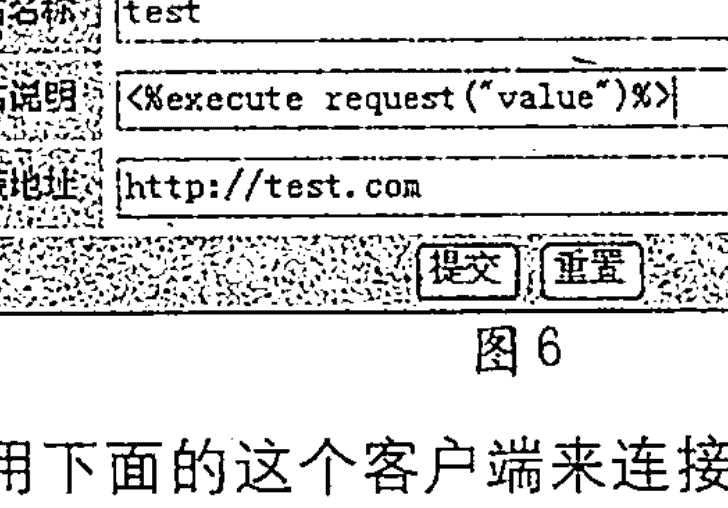 名称 test
说明 <%execute request("value")%>
地址 http://test.com
提交 重置
图 6
用下面的这个客户端来连接